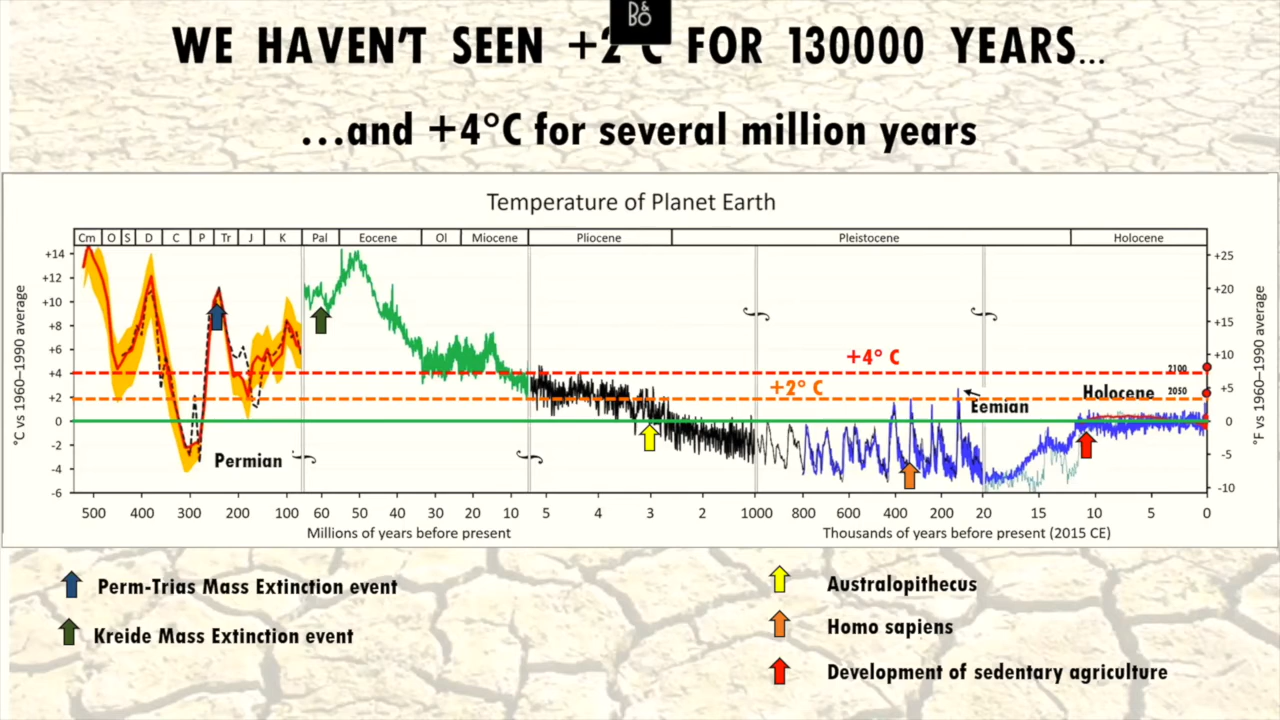 B&O
WE HAVEN'T SEEN +2°C FOR 130000 YEARS...
...and +4°C for several million years
Temperature of Planet Earth
Cm O S D C P Tr J K Pal Eocene Ol Miocene Pliocene Pleistocene Holocene
+14
+12
+10
+8
+6
+4
+2
0
-2
-4
-6
°C vs 1960–1990 average
+25
+20
+15
+10
+5
0
-5
-10
°F vs 1960–1990 average
+4° C
+2° C
2100
2050
Holocene
Eemian
Permian
500 400 300 200 100 60 50 40 30 20 10 5 4 3 2 1000 800 600 400 200 20 15 10 5 0
Millions of years before present
Thousands of years before present (2015 CE)
Perm-Trias Mass Extinction event
Kreide Mass Extinction event
Australopithecus
Homo sapiens
Development of sedentary agriculture